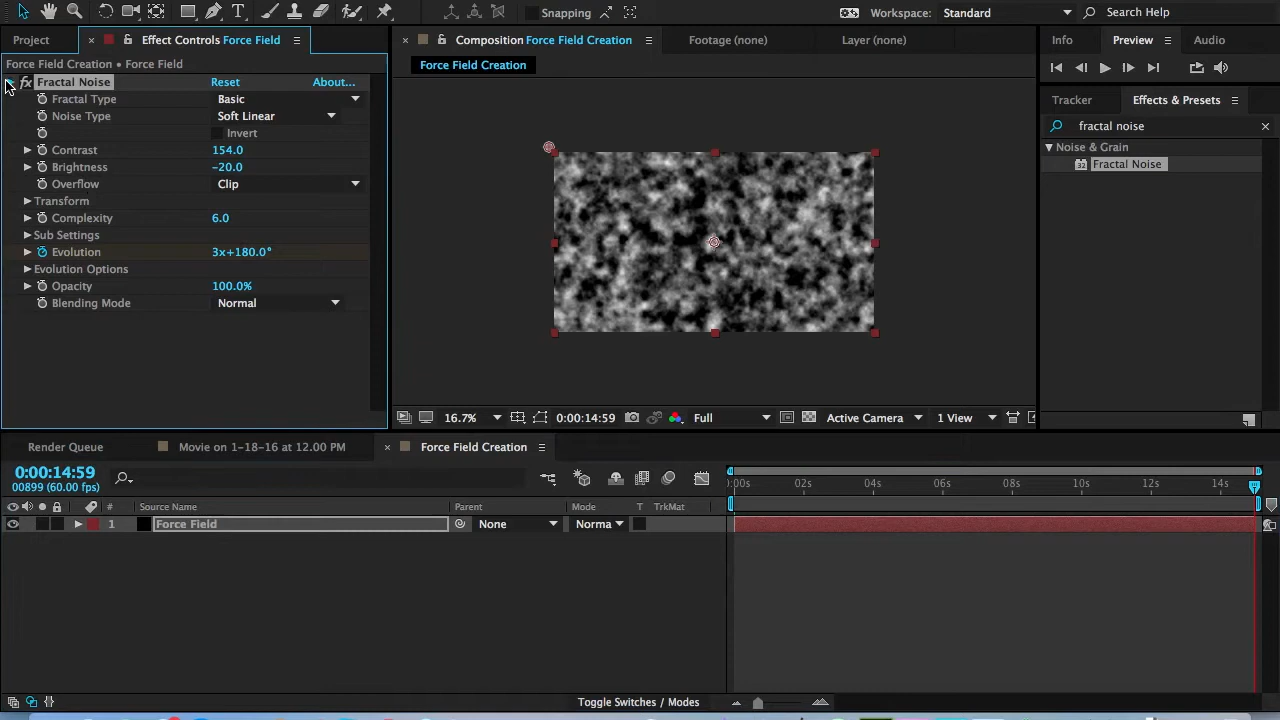 Snapping
Workspace: Standard
Search Help
Project
Effect Controls Force Field
Composition Force Field Creation
Footage (none)
Layer (none)
Info
Preview
Audio
Force Field Creation • Force Field
Force Field Creation
fx Fractal Noise Reset About...
Fractal Type Basic
Noise Type Soft Linear
Invert
Contrast 154.0
Brightness -20.0
Overflow Clip
Transform
Complexity 6.0
Sub Settings
Evolution 3x+180.0°
Evolution Options
Opacity 100.0%
Blending Mode Normal
Tracker
Effects & Presets
fractal noise
Noise & Grain
32 Fractal Noise
16.7% 0:00:14:59 Full Active Camera 1 View
Render Queue
Movie on 1-18-16 at 12.00 PM
Force Field Creation
0:00:14:59
00899 (60.00 fps)
:00s 02s 04s 06s 08s 10s 12s 14s
# Source Name Parent Mode T TrkMat
1 Force Field None Norma
Toggle Switches / Modes